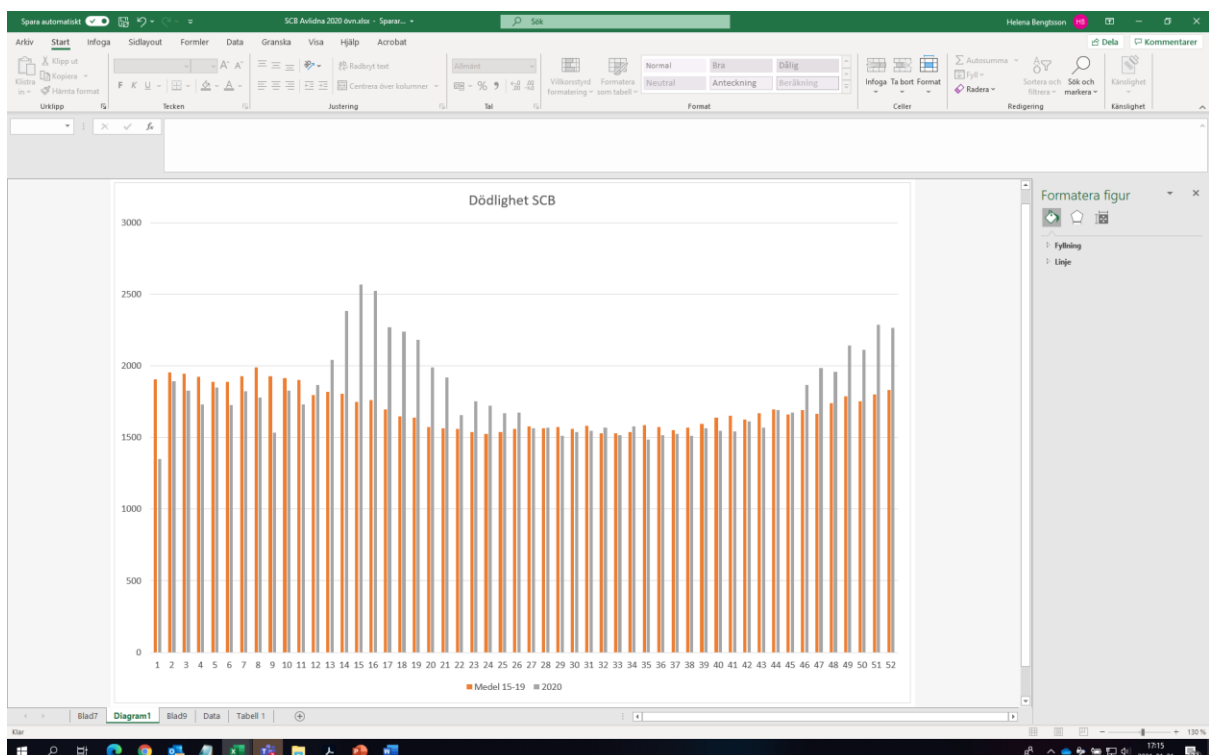 Spara automatiskt SCB Avlidna 2020 övn.xlsx - Sparar... Sök Helena Bengtsson HB
Arkiv Start Infoga Sidlayout Formler Data Granska Visa Hjälp Acrobat Dela Kommentarer
Klistra in
Klipp ut
Kopiera
Hämta format
Urklipp
F K U
A A
Tecken
Radbryt text
Centrera över kolumner
Justering
Allmänt
%
Tal
Villkorsstyrd formatering
Formatera som tabell
Normal Bra Dålig
Neutral Anteckning Beräkning
Format
Infoga Ta bort Format
Celler
Autosumma
Fyll
Radera
Sortera och filtrera
Sök och markera
Redigering
Känslighet
Känslighet
fx
Dödlighet SCB
3000
2500
2000
1500
1000
500
0
1 2 3 4 5 6 7 8 9 10 11 12 13 14 15 16 17 18 19 20 21 22 23 24 25 26 27 28 29 30 31 32 33 34 35 36 37 38 39 40 41 42 43 44 45 46 47 48 49 50 51 52
Medel 15-19 2020
Formatera figur
Fyllning
Linje
Blad7 Diagram1 Blad9 Data Tabell 1
Klar
130 %
17:15